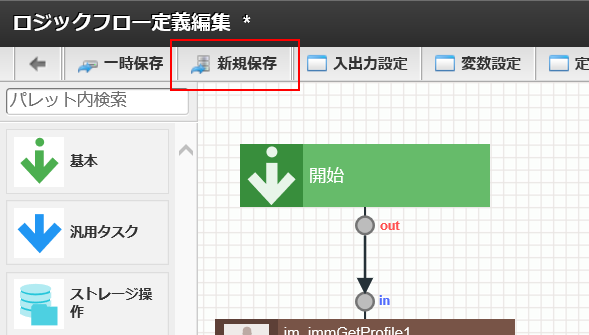 ロジックフロー定義編集 *
一時保存 新規保存 入出力設定 変数設定 定
パレット内検索
基本
汎用タスク
ストレージ操
作
開始
out
in
im_immGetProfile1